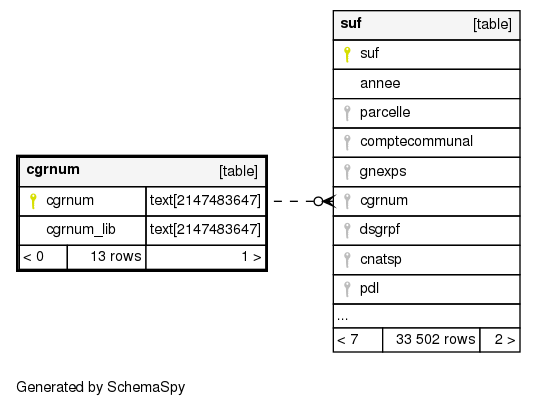 suf [table]
suf
annee
parcelle
comptecommunal
gnexps
cgrnum
dsgrpf
cnatsp
pdl
...
< 7 33 502 rows 2 >
cgrnum [table]
cgrnum text[2147483647]
cgrnum_lib text[2147483647]
< 0 13 rows 1 >
Generated by SchemaSpy